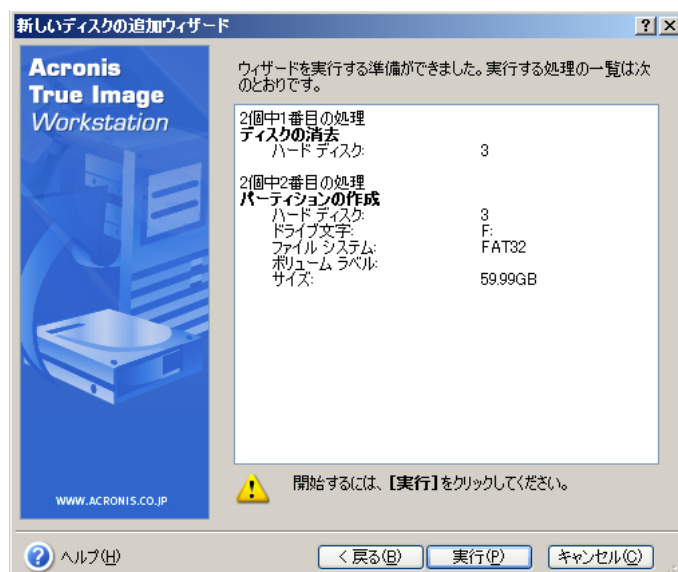 新しいディスクの追加ウィザード
Acronis
True Image
Workstation
ウィザードを実行する準備ができました。実行する処理の一覧は次
のとおりです。
2個中1番目の処理
ディスクの消去
ハード ディスク: 3
2個中2番目の処理
パーティションの作成
ハード ディスク: 3
ドライブ文字: F:
ファイル システム: FAT32
ボリューム ラベル:
サイズ: 59.99GB
開始するには、[実行]をクリックしてください。
WWW.ACRONIS.CO.JP
ヘルプ(H)
< 戻る(B)
実行(P)
キャンセル(C)